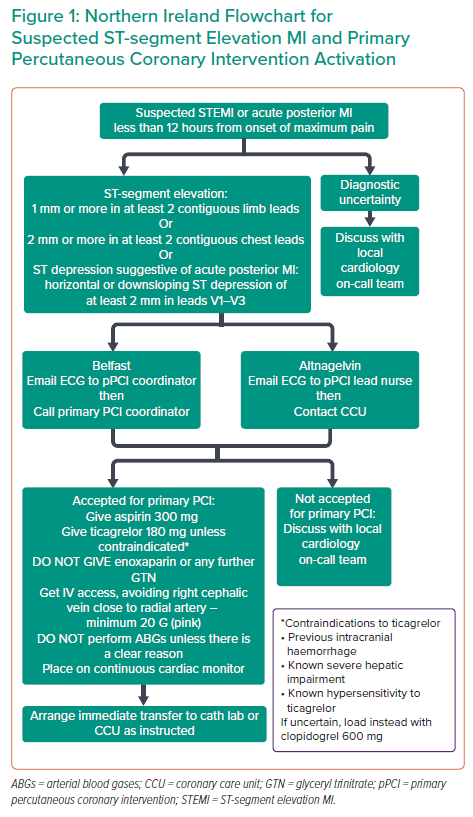 Figure 1: Northern Ireland Flowchart for
Suspected ST-segment Elevation MI and Primary
Percutaneous Coronary Intervention Activation
Suspected STEMI or acute posterior MI
less than 12 hours from onset of maximum pain
ST-segment elevation:
1 mm or more in at least 2 contiguous limb leads
Or
2 mm or more in at least 2 contiguous chest leads
Or
ST depression suggestive of acute posterior MI:
horizontal or downsloping ST depression of
at least 2 mm in leads V1–V3
Diagnostic
uncertainty
Discuss with
local
cardiology
on-call team
Belfast
Email ECG to pPCI coordinator
then
Call primary PCI coordinator
Altnagelvin
Email ECG to pPCI lead nurse
then
Contact CCU
Accepted for primary PCI:
Give aspirin 300 mg
Give ticagrelor 180 mg unless
contraindicated*
DO NOT GIVE enoxaparin or any further
GTN
Get IV access, avoiding right cephalic
vein close to radial artery –
minimum 20 G (pink)
DO NOT perform ABGs unless there is
a clear reason
Place on continuous cardiac monitor
Not accepted
for primary PCI:
Discuss with local
cardiology
on-call team
Arrange immediate transfer to cath lab or
CCU as instructed
*Contraindications to ticagrelor
• Previous intracranial
haemorrhage
• Known severe hepatic
impairment
• Known hypersensitivity to
ticagrelor
If uncertain, load instead with
clopidogrel 600 mg
ABGs = arterial blood gases; CCU = coronary care unit; GTN = glyceryl trinitrate; pPCI = primary
percutaneous coronary intervention; STEMI = ST-segment elevation MI.